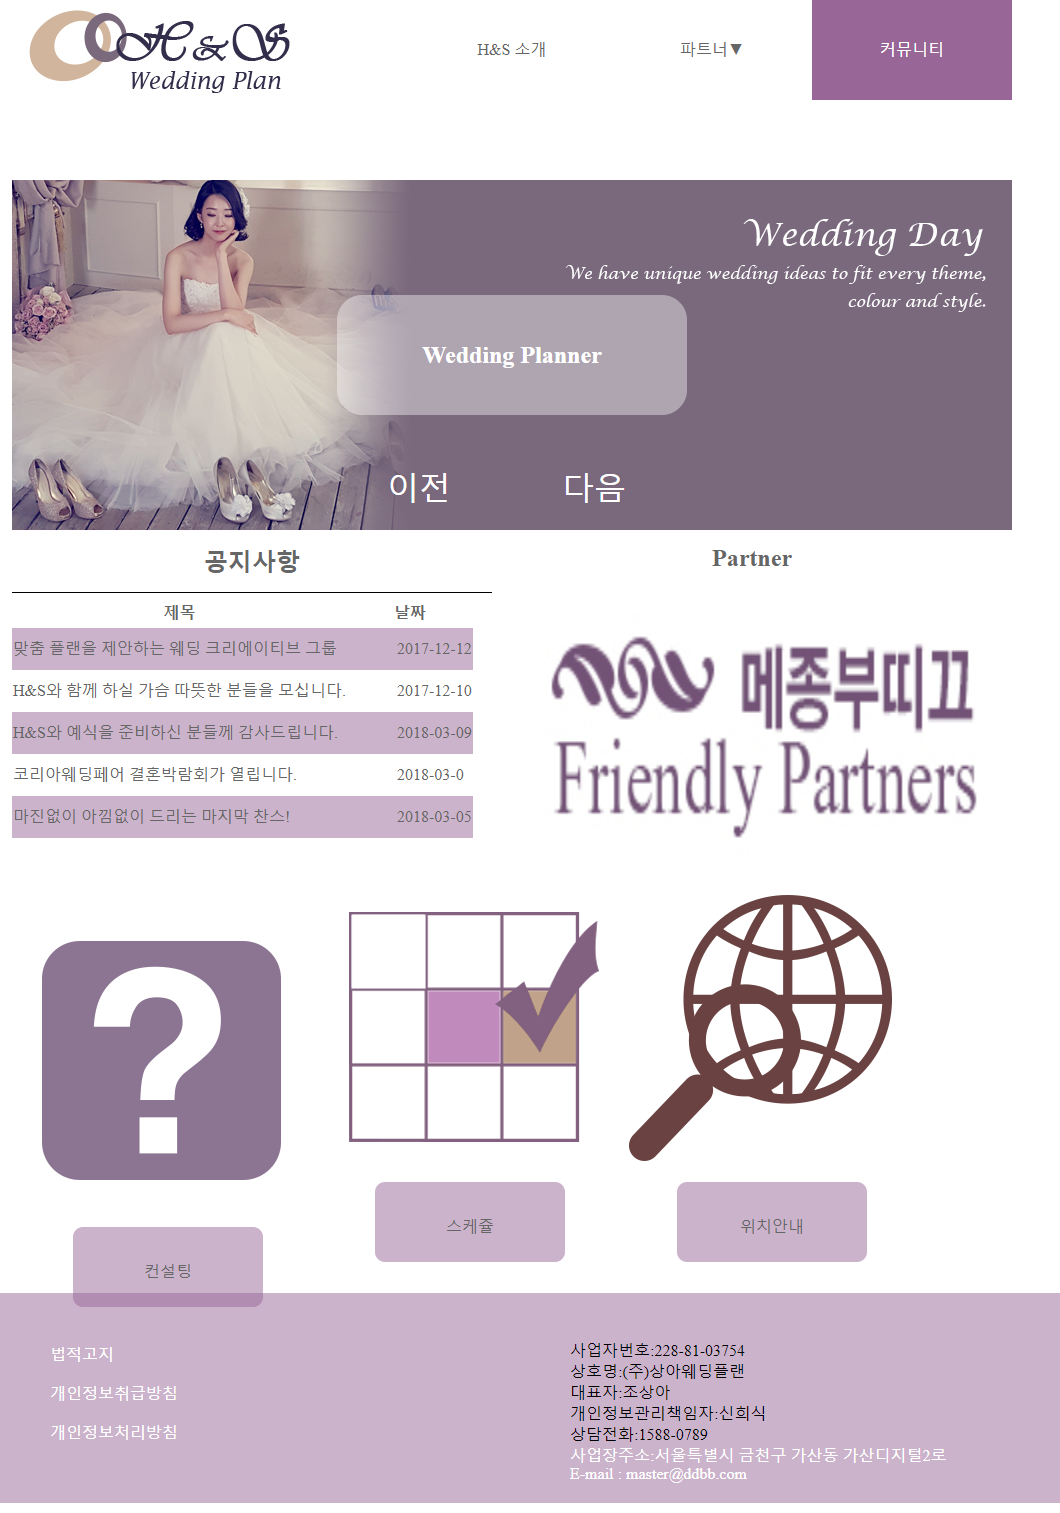 H&S
Wedding Plan
H&S 소개
파트너▼
커뮤니티
Wedding Day
We have unique wedding ideas to fit every theme,
colour and style.
Wedding Planner
이전
다음
공지사항
제목 날짜
맞춤 플랜을 제안하는 웨딩 크리에이티브 그룹 2017-12-12
H&S와 함께 하실 가슴 따뜻한 분들을 모십니다. 2017-12-10
H&S와 예식을 준비하신 분들께 감사드립니다. 2018-03-09
코리아웨딩페어 결혼박람회가 열립니다. 2018-03-0
마진없이 아낌없이 드리는 마지막 찬스! 2018-03-05
Partner
메종부띠끄
Friendly Partners
?
컨설팅
스케쥴
위치안내
법적고지
개인정보취급방침
개인정보처리방침
사업자번호:228-81-03754
상호명:(주)상아웨딩플랜
대표자:조상아
개인정보관리책임자:신희식
상담전화:1588-0789
사업장주소:서울특별시 금천구 가산동 가산디지털2로
E-mail : master@ddbb.com